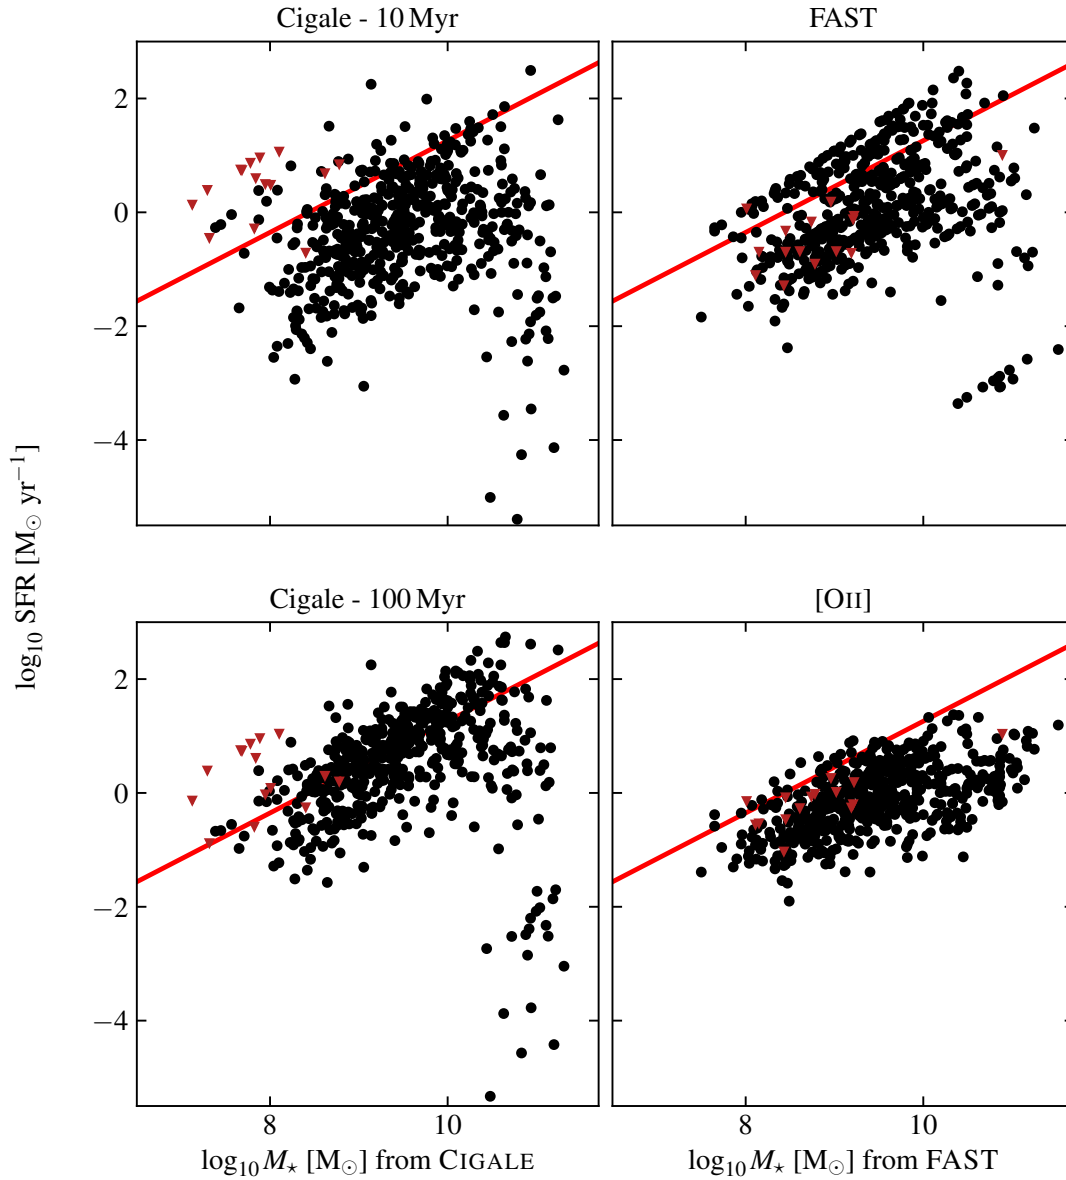 Cigale - 10 Myr
FAST
2
0
−2
−4
log₁₀ SFR [M☉ yr⁻¹]
Cigale - 100 Myr
[OII]
2
0
−2
−4
8 10 8 10
log₁₀ M⋆ [M☉] from CIGALE
log₁₀ M⋆ [M☉] from FAST